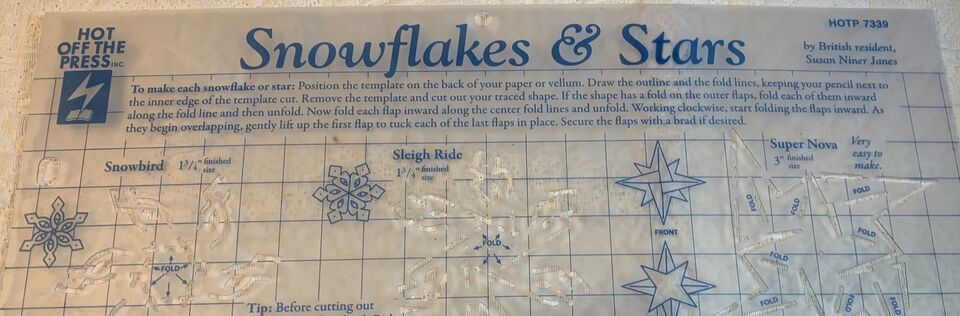 HOT
OFF THE
PRESS INC.
Snowflakes & Stars
HOTP 7339
by British resident,
Susan Niner Janes
To make each snowflake or star: Position the template on the back of your paper or vellum. Draw the outline and the fold lines, keeping your pencil next to
the inner edge of the template cut. Remove the template and cut out your traced shape. If the shape has a fold on the outer flaps, fold each of them inward
along the fold line and then unfold. Now fold each flap inward along the center fold lines and unfold. Working clockwise, start folding the flaps inward. As
they begin overlapping, gently lift up the first flap to tuck each of the last flaps in place. Secure the flaps with a brad if desired.
Snowbird 1 3/4" finished
size
Sleigh Ride
1 3/4" finished
size
Super Nova
3" finished
size
Very
easy to
make.
FOLD
FOLD
FOLD
FRONT
FOLD
FOLD
FOLD
FOLD
FOLD
FOLD
FOLD
Tip: Before cutting out